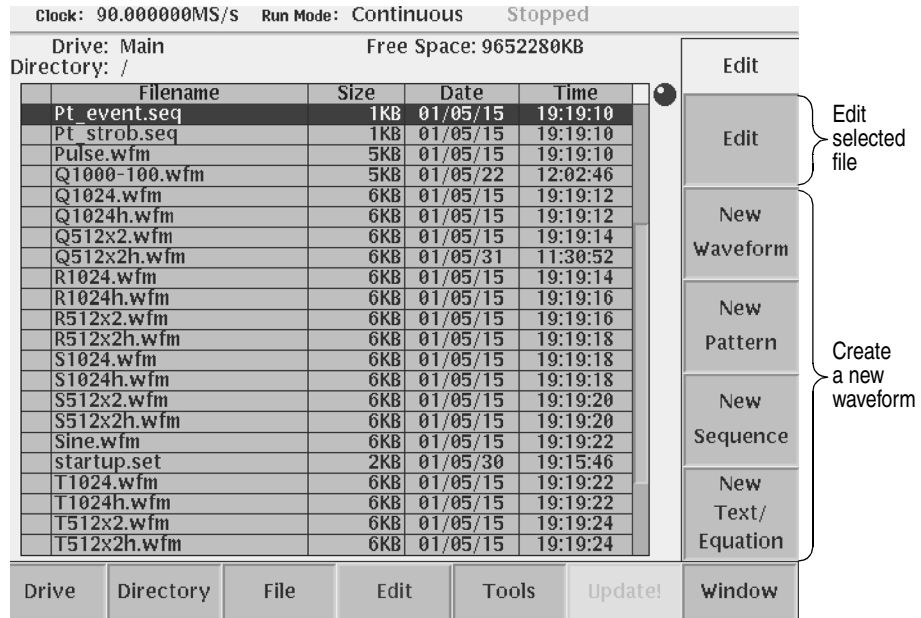 Clock: 90.000000MS/s Run Mode: Continuous Stopped
Drive: Main Free Space: 9652280KB
Directory: /
Filename Size Date Time
Pt_event.seq 1KB 01/05/15 19:19:10
Pt_strob.seq 1KB 01/05/15 19:19:10
Pulse.wfm 5KB 01/05/15 19:19:10
Q1000-100.wfm 5KB 01/05/22 12:02:46
Q1024.wfm 6KB 01/05/15 19:19:12
Q1024h.wfm 6KB 01/05/15 19:19:12
Q512x2.wfm 6KB 01/05/15 19:19:14
Q512x2h.wfm 6KB 01/05/31 11:30:52
R1024.wfm 6KB 01/05/15 19:19:14
R1024h.wfm 6KB 01/05/15 19:19:16
R512x2.wfm 6KB 01/05/15 19:19:16
R512x2h.wfm 6KB 01/05/15 19:19:18
S1024.wfm 6KB 01/05/15 19:19:18
S1024h.wfm 6KB 01/05/15 19:19:18
S512x2.wfm 6KB 01/05/15 19:19:20
S512x2h.wfm 6KB 01/05/15 19:19:20
Sine.wfm 6KB 01/05/15 19:19:22
startup.set 2KB 01/05/30 19:15:46
T1024.wfm 6KB 01/05/15 19:19:22
T1024h.wfm 6KB 01/05/15 19:19:22
T512x2.wfm 6KB 01/05/15 19:19:24
T512x2h.wfm 6KB 01/05/15 19:19:24
Edit
Edit
New
Waveform
New
Pattern
New
Sequence
New
Text/
Equation
Edit
selected
file
Create
a new
waveform
Drive Directory File Edit Tools Update! Window